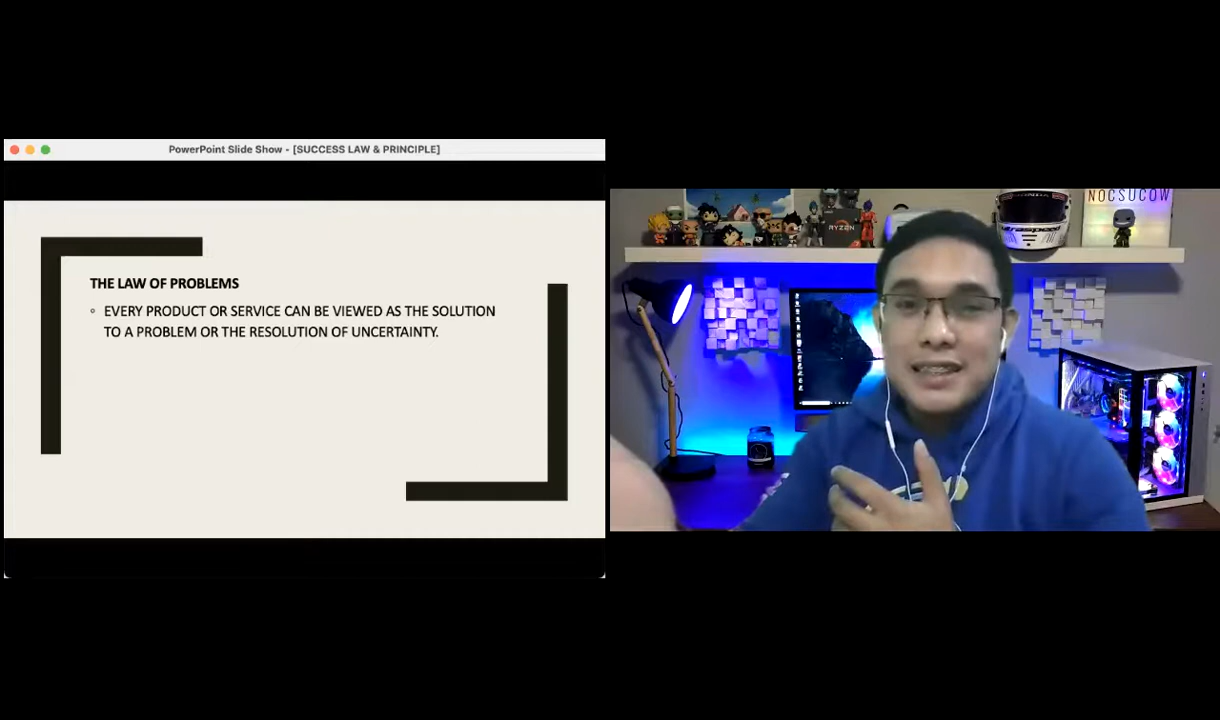 PowerPoint Slide Show - [SUCCESS LAW & PRINCIPLE]
THE LAW OF PROBLEMS
◦ EVERY PRODUCT OR SERVICE CAN BE VIEWED AS THE SOLUTION
TO A PROBLEM OR THE RESOLUTION OF UNCERTAINTY.
RYZEN
NOCSUCOW